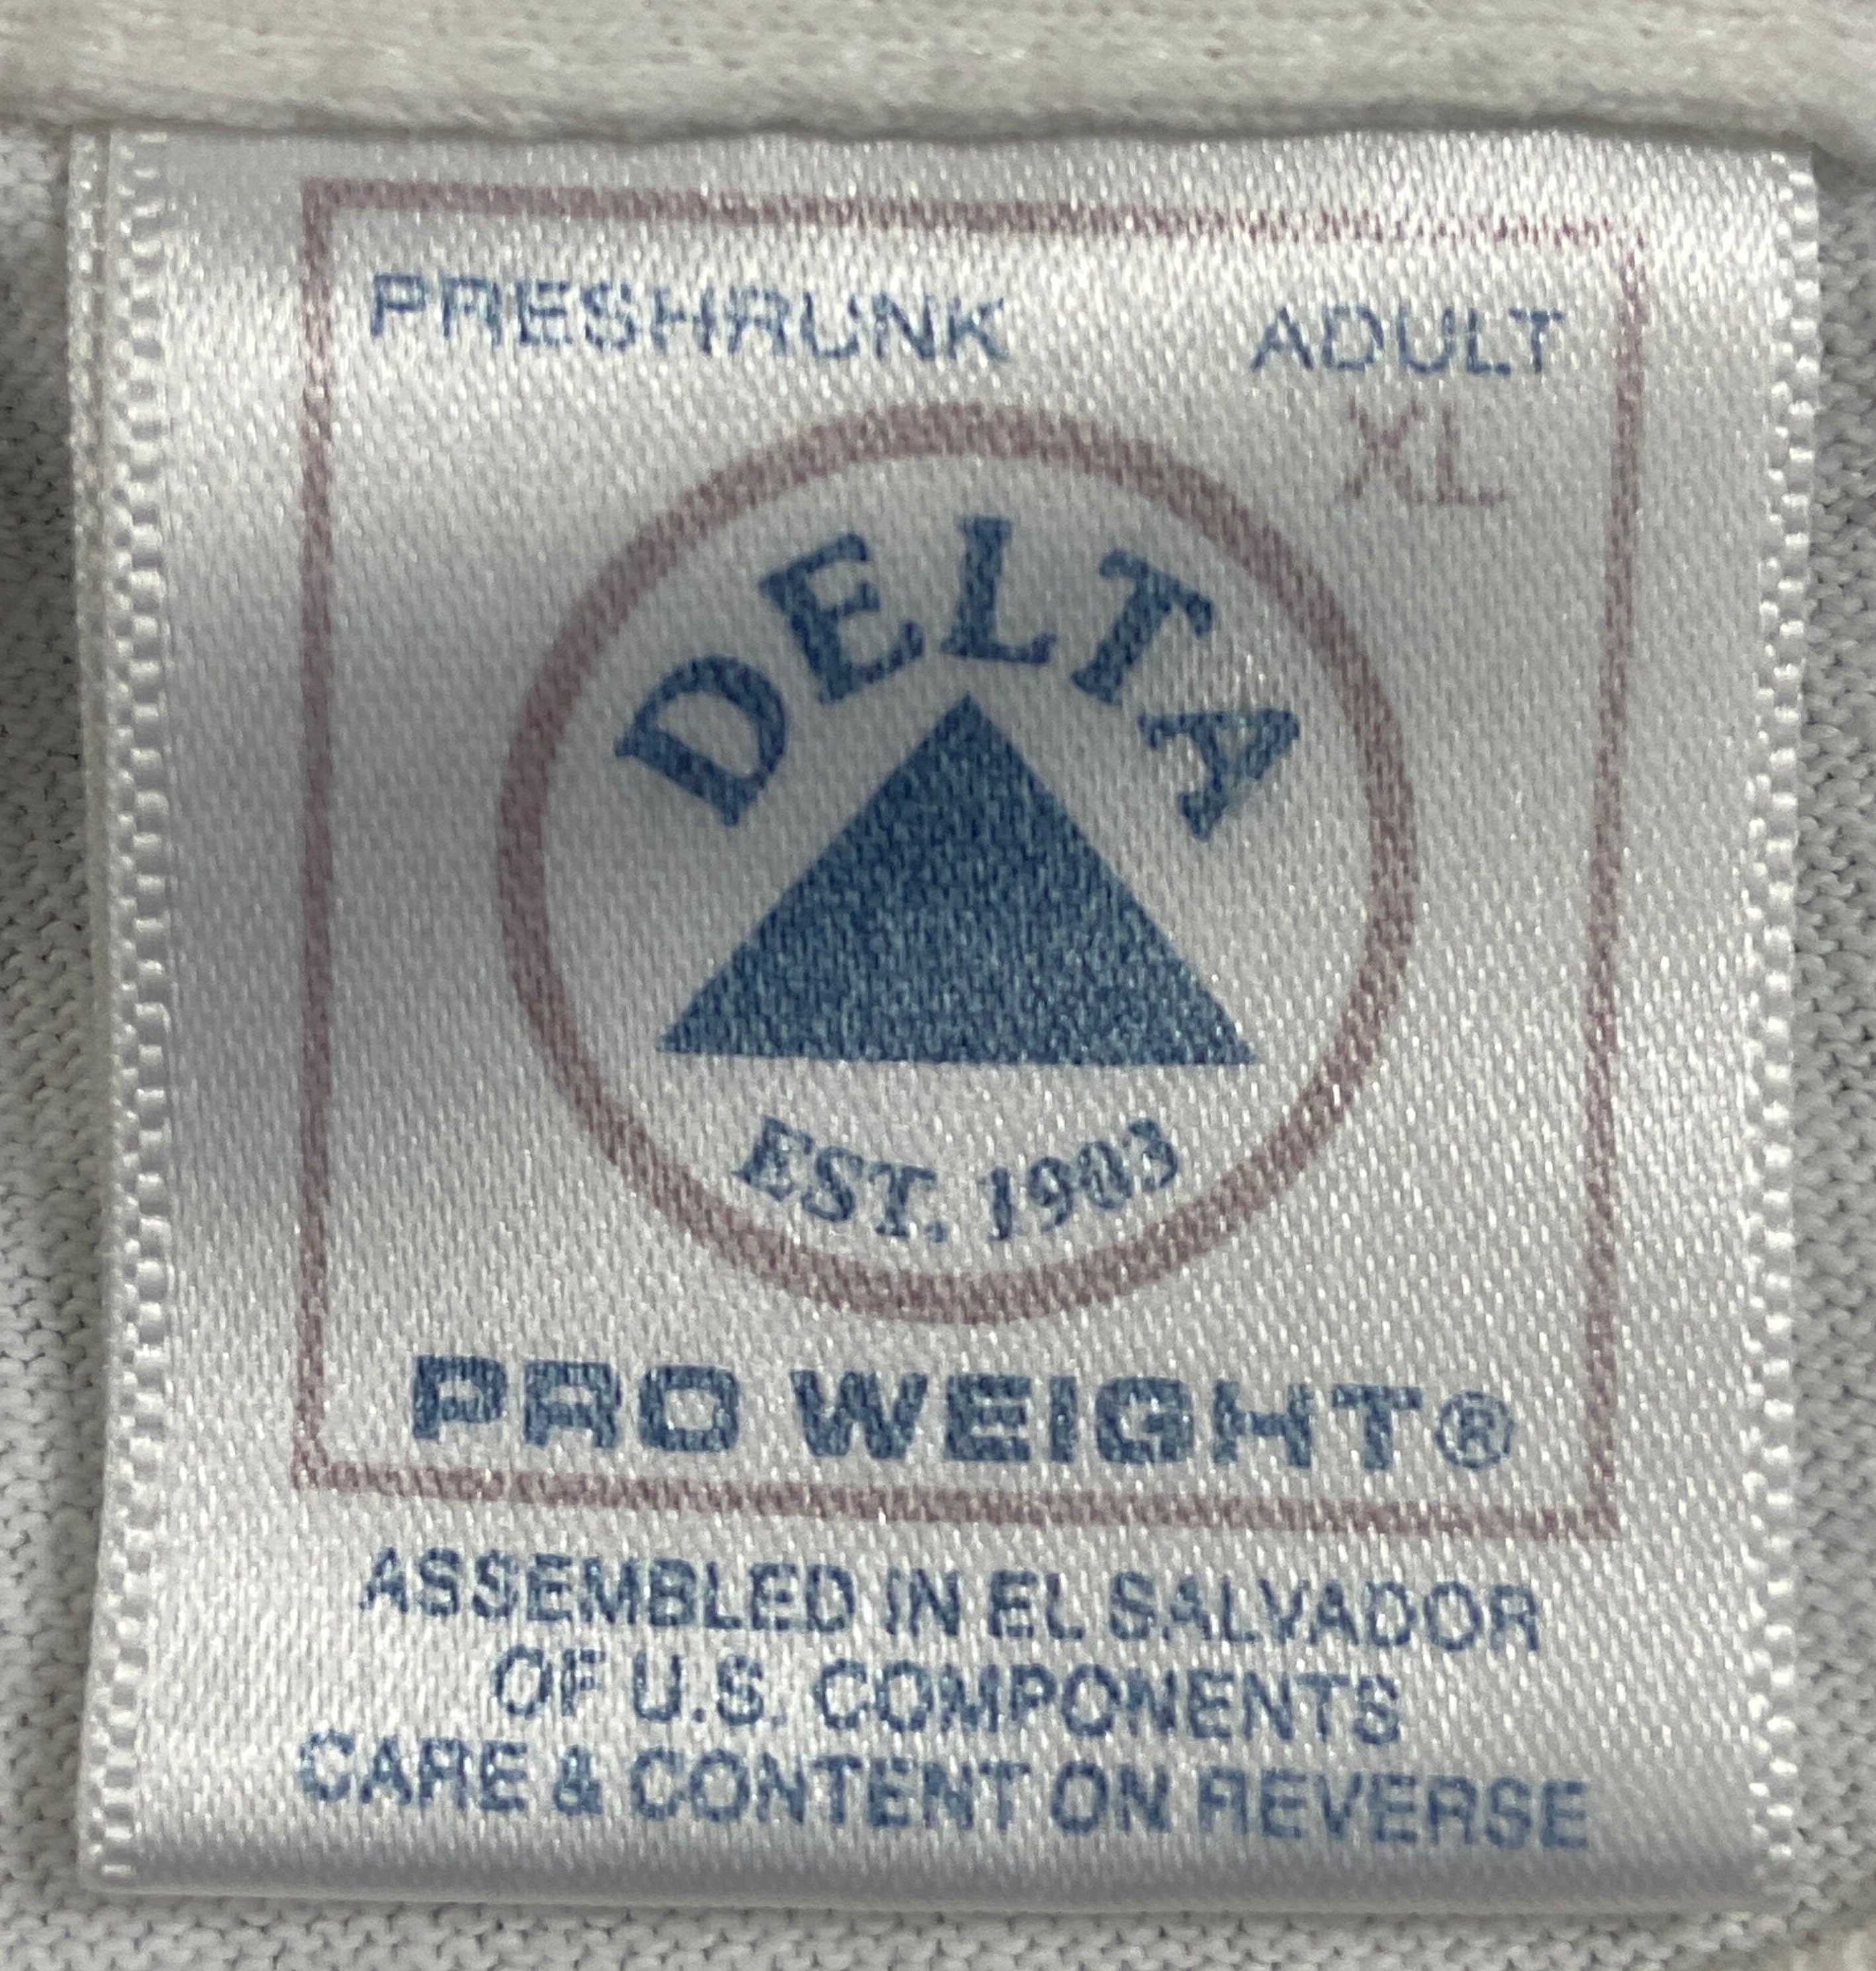 PRESHRUNK ADULT
XL
DELTA
EST. 1903
PRO WEIGHT®
ASSEMBLED IN EL SALVADOR
OF U.S. COMPONENTS
CARE & CONTENT ON REVERSE